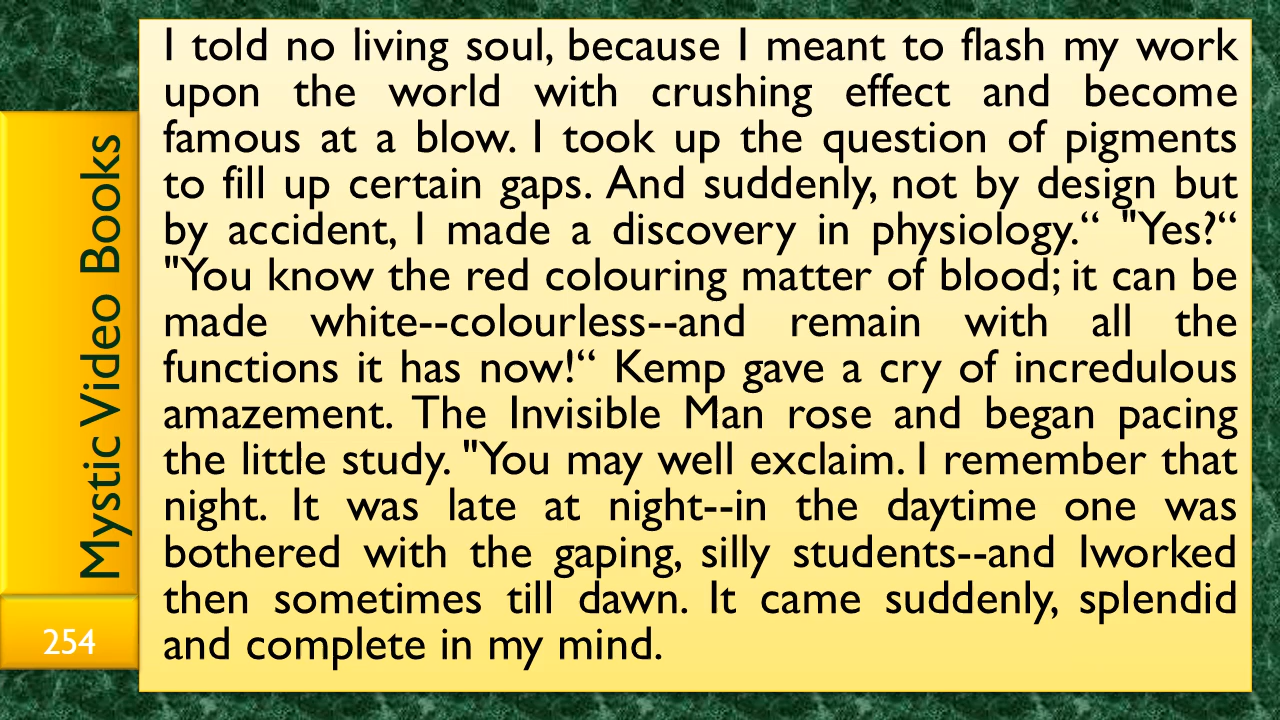 I told no living soul, because I meant to flash my work
upon the world with crushing effect and become
famous at a blow. I took up the question of pigments
to fill up certain gaps. And suddenly, not by design but
by accident, I made a discovery in physiology.“ "Yes?“
"You know the red colouring matter of blood; it can be
made white--colourless--and remain with all the
functions it has now!“ Kemp gave a cry of incredulous
amazement. The Invisible Man rose and began pacing
the little study. "You may well exclaim. I remember that
night. It was late at night--in the daytime one was
bothered with the gaping, silly students--and Iworked
then sometimes till dawn. It came suddenly, splendid
and complete in my mind.
Mystic Video Books
254